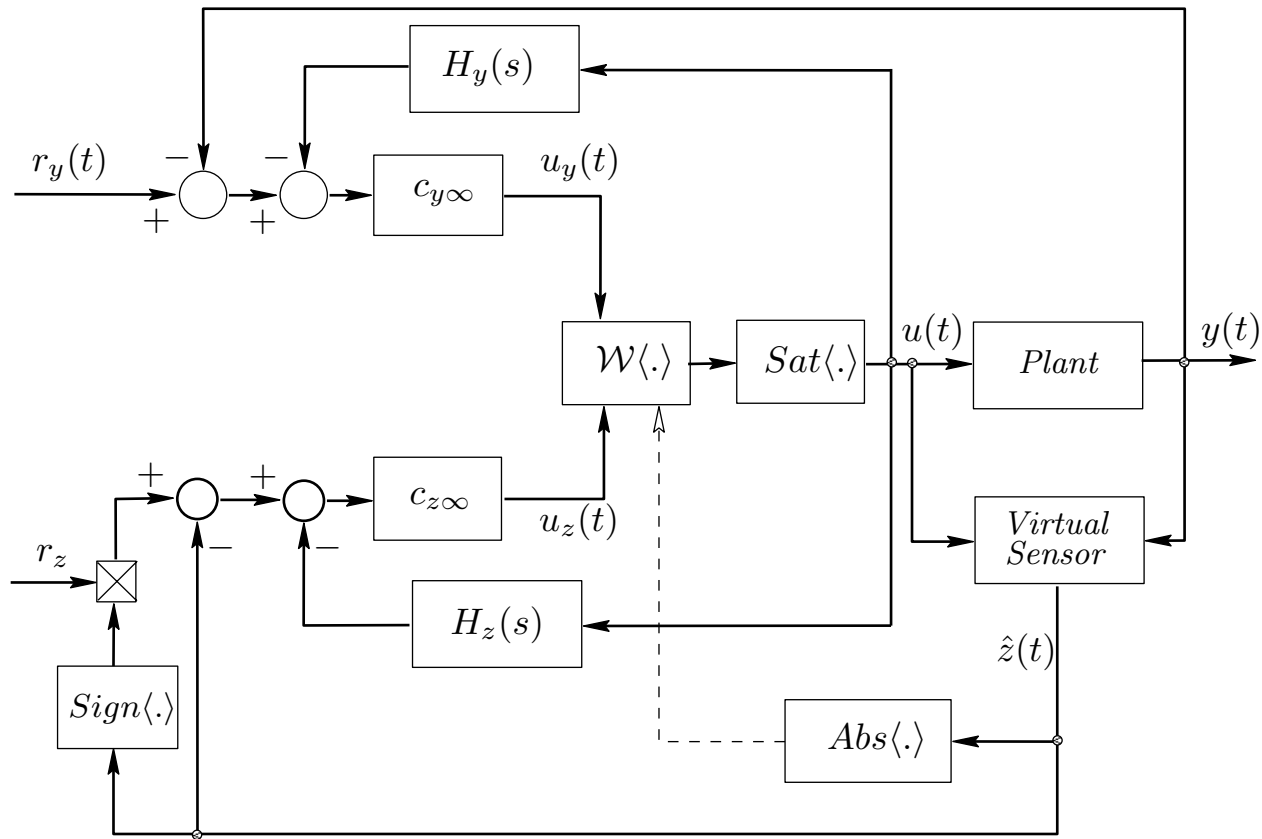 H_y(s)
− −
r_y(t) u_y(t)
c_{y∞}
+ +
u(t) y(t)
𝒲⟨.⟩ Sat⟨.⟩ Plant
+ +
c_{z∞}
u_z(t)
− −
r_z
Virtual
Sensor
H_z(s)
ẑ(t)
Sign⟨.⟩
Abs⟨.⟩